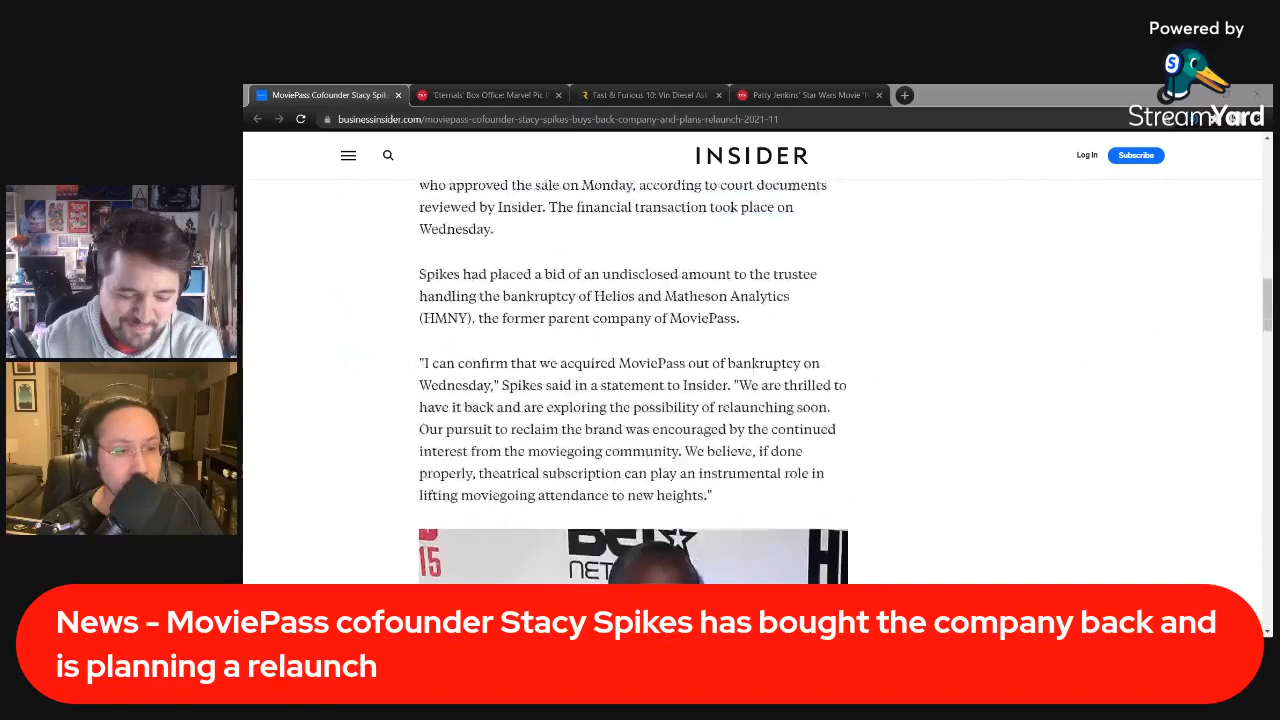 Powered by
StreamYard
MoviePass Cofounder Stacy Spik
'Eternals' Box Office: Marvel Pic
Fast & Furious 10: Vin Diesel Ask
Patty Jenkins' Star Wars Movie
businessinsider.com/moviepass-cofounder-stacy-spikes-buys-back-company-and-plans-relaunch-2021-11
INSIDER
Log In
Subscribe
who approved the sale on Monday, according to court documents
reviewed by Insider. The financial transaction took place on
Wednesday.
Spikes had placed a bid of an undisclosed amount to the trustee
handling the bankruptcy of Helios and Matheson Analytics
(HMNY), the former parent company of MoviePass.
"I can confirm that we acquired MoviePass out of bankruptcy on
Wednesday," Spikes said in a statement to Insider. "We are thrilled to
have it back and are exploring the possibility of relaunching soon.
Our pursuit to reclaim the brand was encouraged by the continued
interest from the moviegoing community. We believe, if done
properly, theatrical subscription can play an instrumental role in
lifting moviegoing attendance to new heights."
15
BET
NET
H
News - MoviePass cofounder Stacy Spikes has bought the company back and
is planning a relaunch